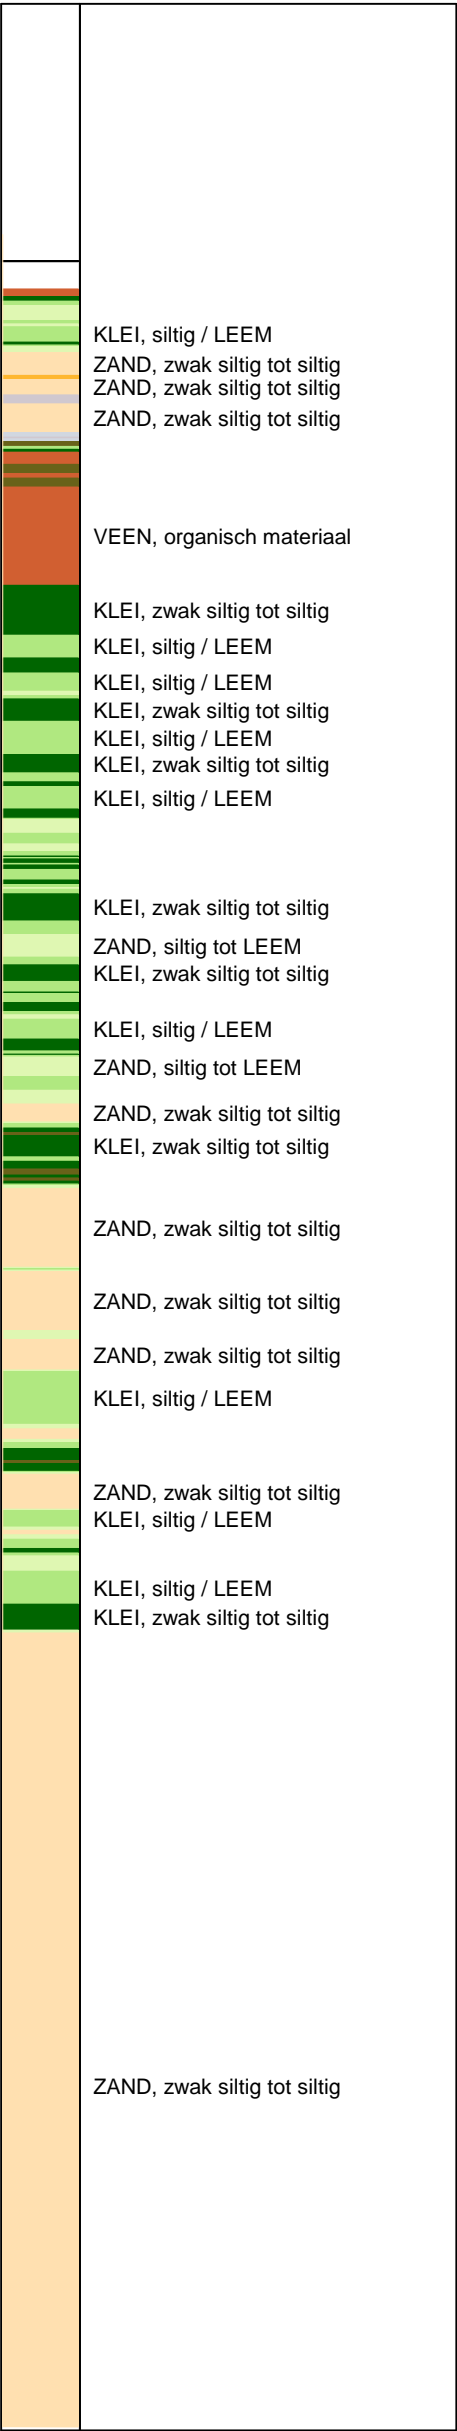 KLEI, siltig / LEEM
ZAND, zwak siltig tot siltig
ZAND, zwak siltig tot siltig
ZAND, zwak siltig tot siltig
VEEN, organisch materiaal
KLEI, zwak siltig tot siltig
KLEI, siltig / LEEM
KLEI, siltig / LEEM
KLEI, zwak siltig tot siltig
KLEI, siltig / LEEM
KLEI, zwak siltig tot siltig
KLEI, siltig / LEEM
KLEI, zwak siltig tot siltig
ZAND, siltig tot LEEM
KLEI, zwak siltig tot siltig
KLEI, siltig / LEEM
ZAND, siltig tot LEEM
ZAND, zwak siltig tot siltig
KLEI, zwak siltig tot siltig
ZAND, zwak siltig tot siltig
ZAND, zwak siltig tot siltig
ZAND, zwak siltig tot siltig
KLEI, siltig / LEEM
ZAND, zwak siltig tot siltig
KLEI, siltig / LEEM
KLEI, siltig / LEEM
KLEI, zwak siltig tot siltig
ZAND, zwak siltig tot siltig